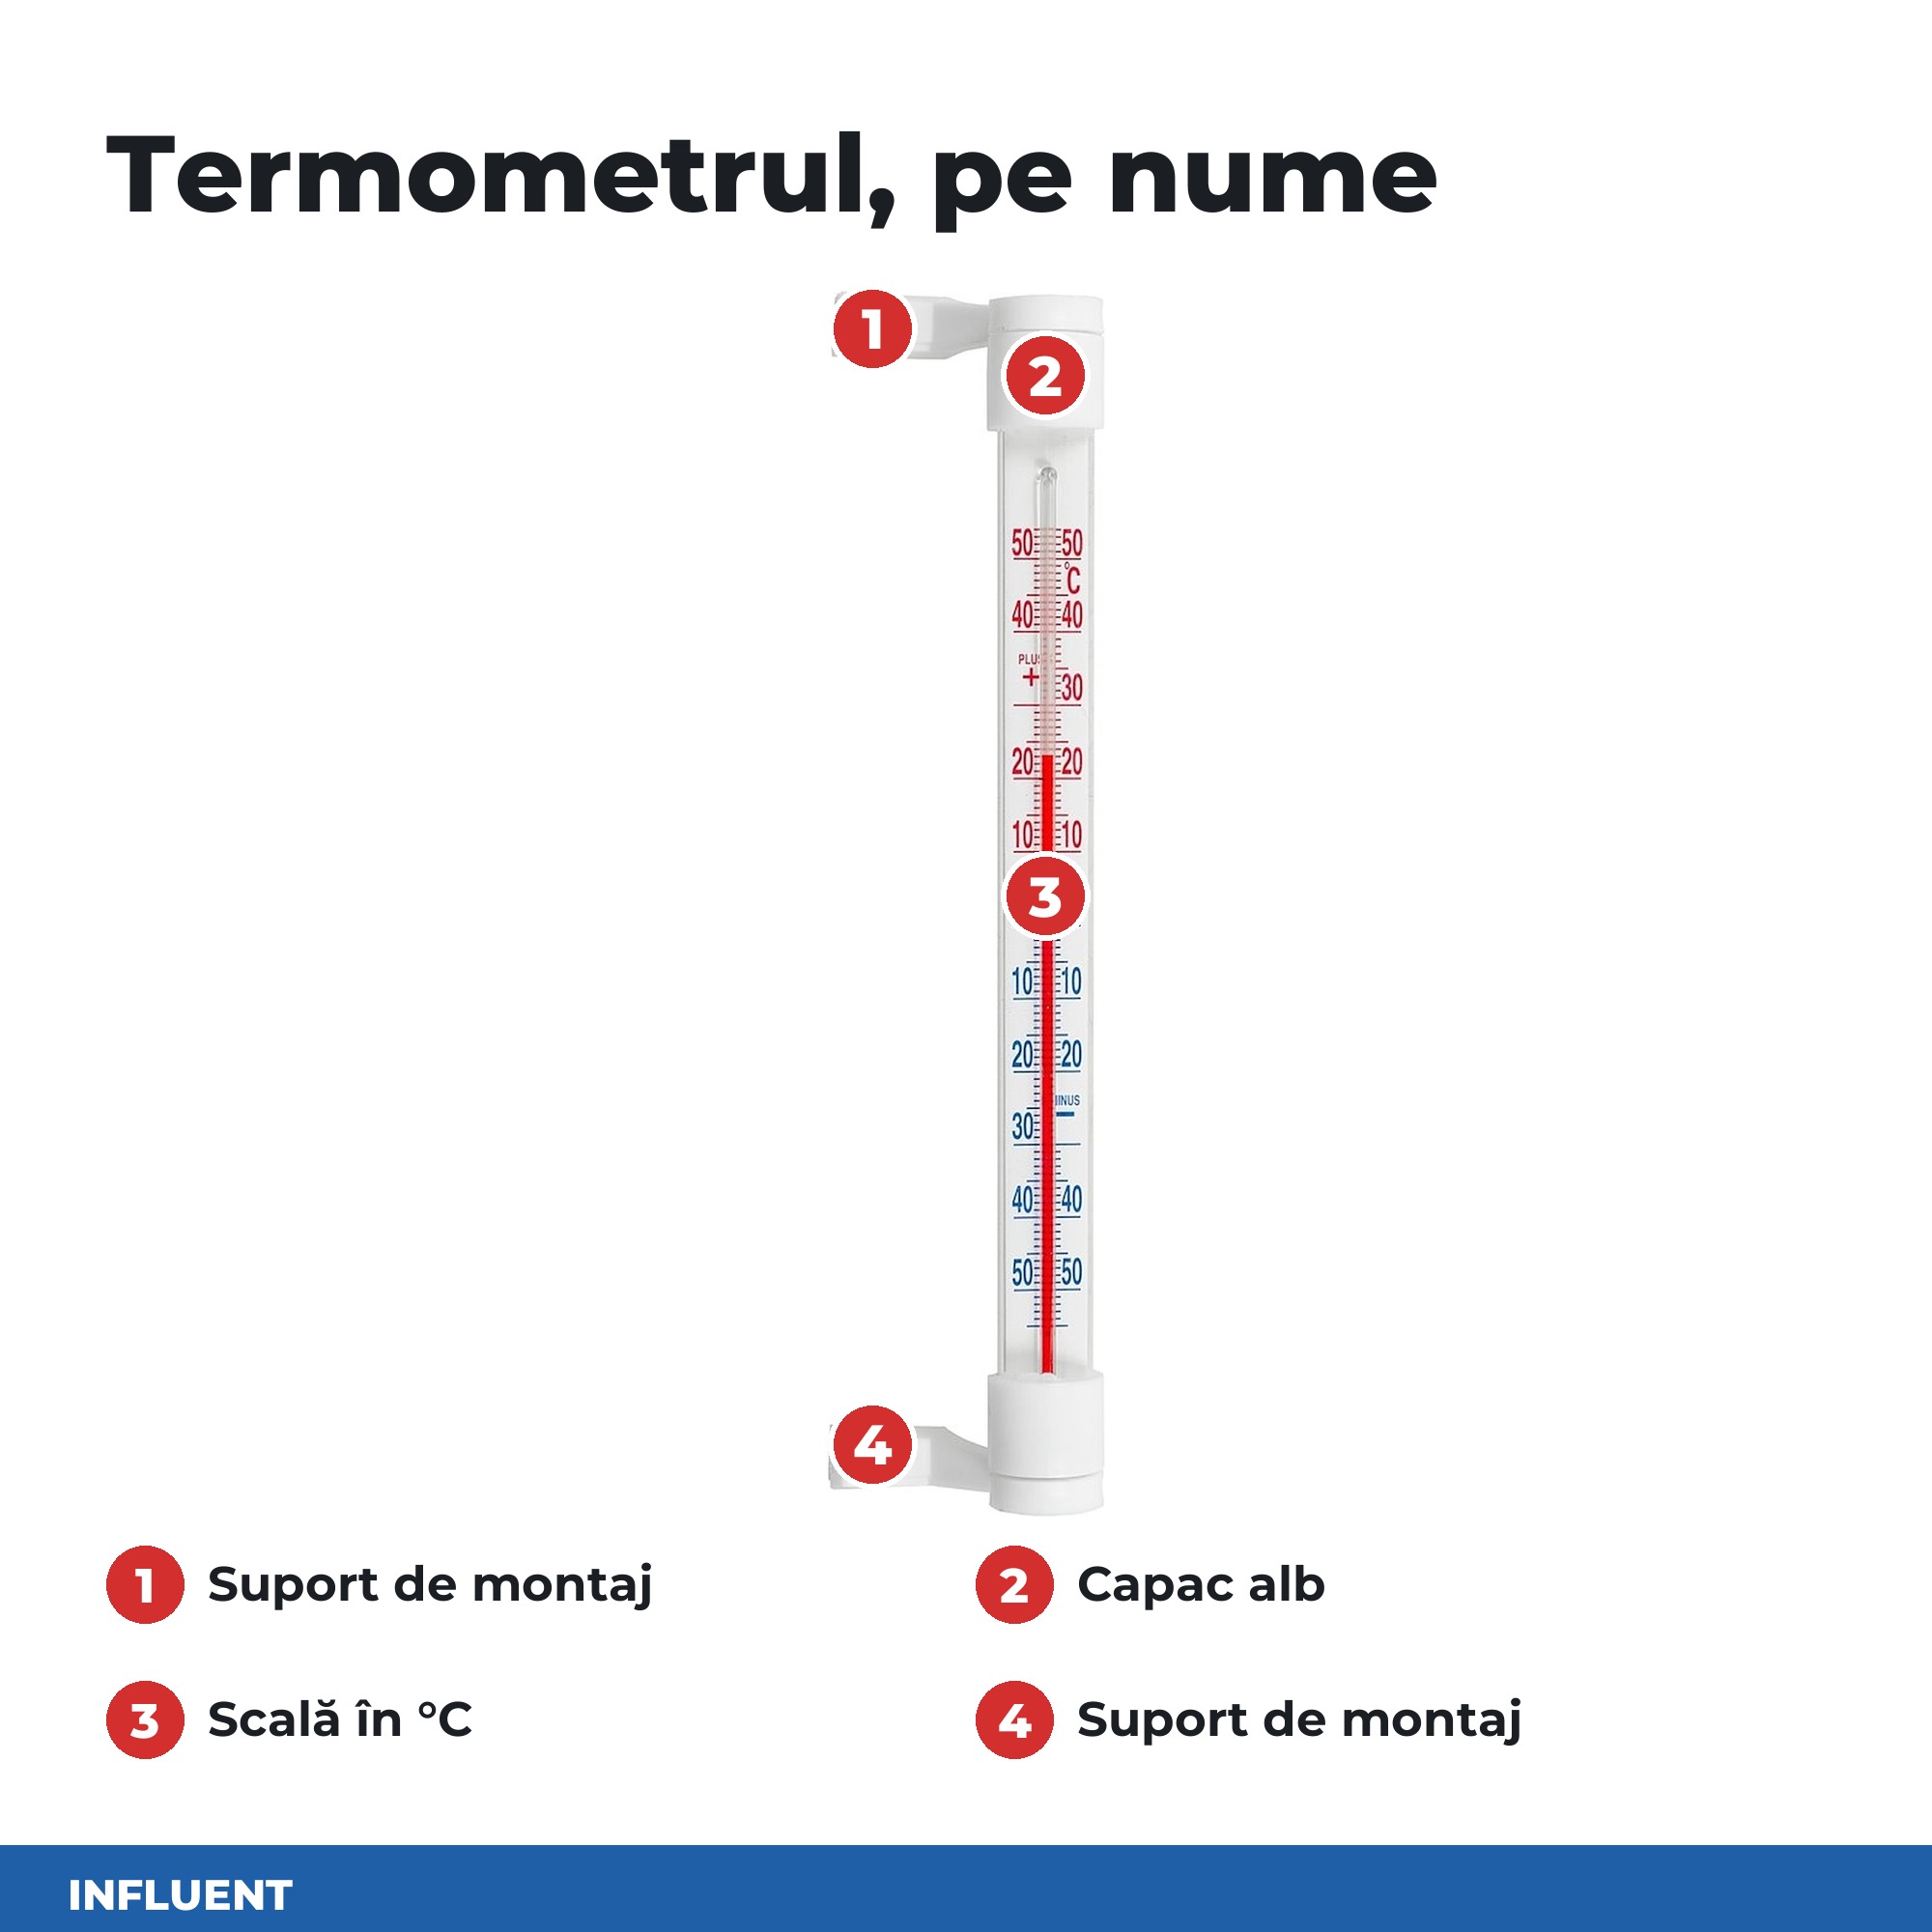 Termometrul, pe nume
1
2
50 50
°C
40 40
PLUS
+ 30
20 20
10 10
3
10 10
20 20
30
40 40
50 50
4
1 Suport de montaj
2 Capac alb
3 Scală în °C
4 Suport de montaj
INFLUENT